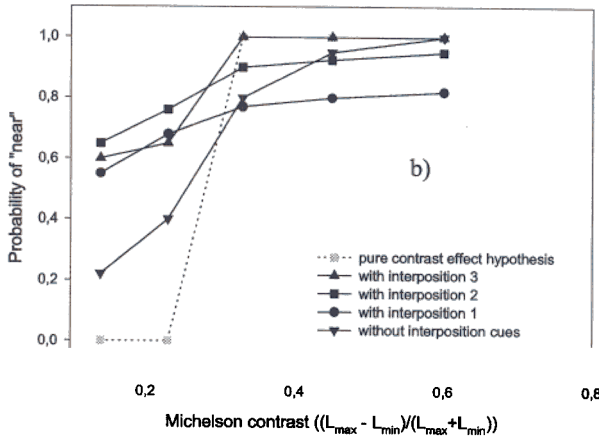 1,0
0,8
0,6
0,4
0,2
0,0
Probability of "near"
b)
pure contrast effect hypothesis
with interposition 3
with interposition 2
with interposition 1
without interposition cues
0,2 0,4 0,6 0,8
Michelson contrast ((Lmax - Lmin)/(Lmax+Lmin))